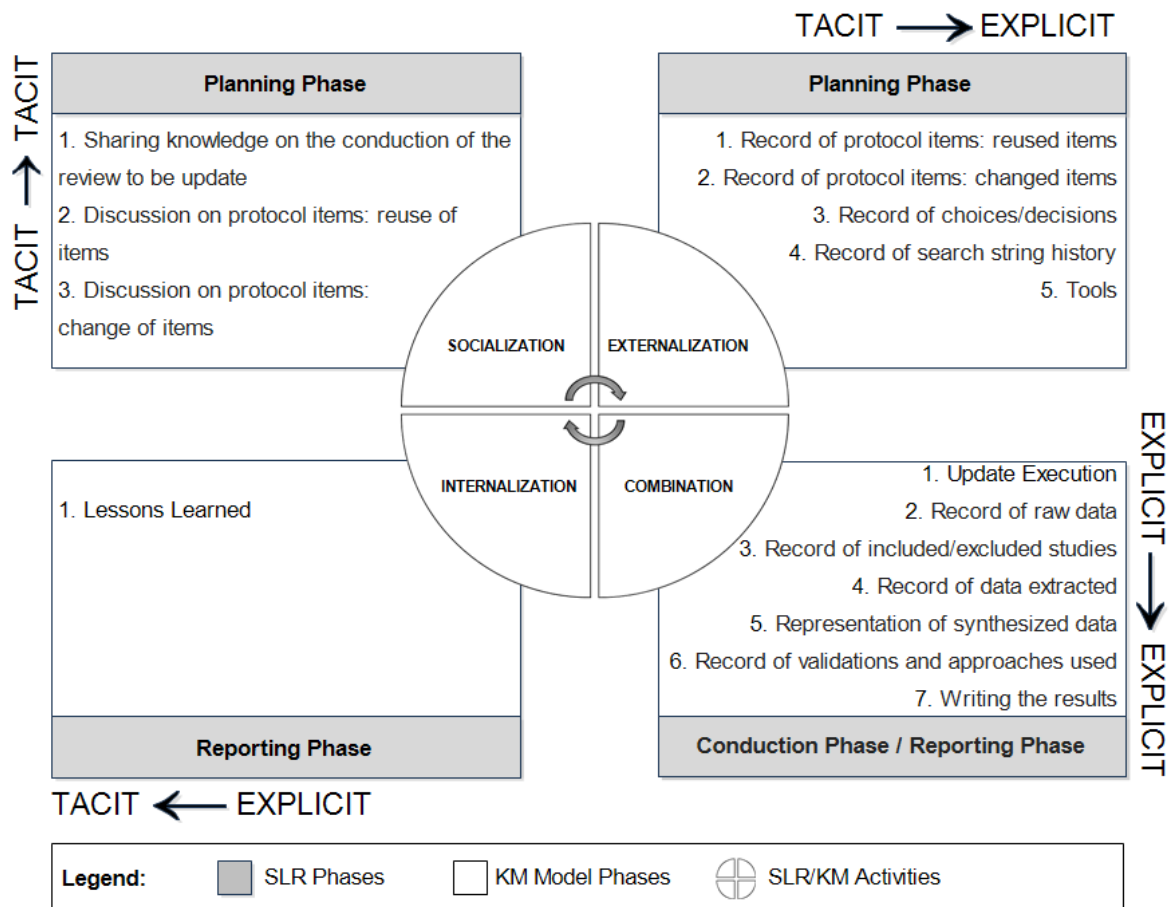 TACIT → EXPLICIT
TACIT → TACIT
Planning Phase
1. Sharing knowledge on the conduction of the
review to be update
2. Discussion on protocol items: reuse of
items
3. Discussion on protocol items:
change of items
Planning Phase
1. Record of protocol items: reused items
2. Record of protocol items: changed items
3. Record of choices/decisions
4. Record of search string history
5. Tools
SOCIALIZATION
EXTERNALIZATION
INTERNALIZATION
COMBINATION
1. Lessons Learned
Reporting Phase
1. Update Execution
2. Record of raw data
3. Record of included/excluded studies
4. Record of data extracted
5. Representation of synthesized data
6. Record of validations and approaches used
7. Writing the results
Conduction Phase / Reporting Phase
EXPLICIT → EXPLICIT
TACIT ← EXPLICIT
Legend: SLR Phases KM Model Phases SLR/KM Activities